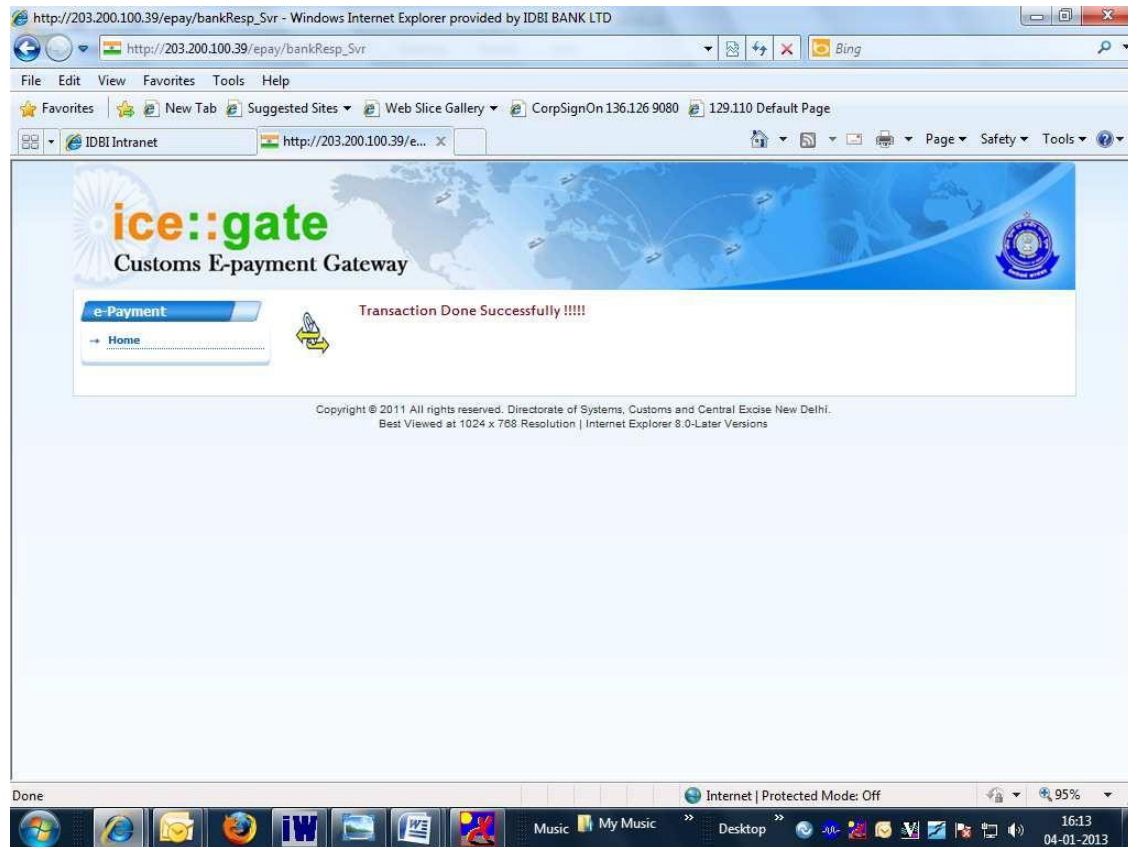 http://203.200.100.39/epay/bankResp_Svr - Windows Internet Explorer provided by IDBI BANK LTD
http://203.200.100.39/epay/bankResp_Svr
Bing
File Edit View Favorites Tools Help
Favorites New Tab Suggested Sites Web Slice Gallery CorpSignOn 136.126 9080 129.110 Default Page
IDBI Intranet http://203.200.100.39/e... Page Safety Tools
ice::gate
Customs E-payment Gateway
e-Payment
Home
Transaction Done Successfully !!!!!
Copyright © 2011 All rights reserved. Directorate of Systems, Customs and Central Excise New Delhi.
Best Viewed at 1024 x 768 Resolution | Internet Explorer 8.0-Later Versions
Done Internet | Protected Mode: Off 95%
iW Music My Music » Desktop » 16:13
04-01-2013